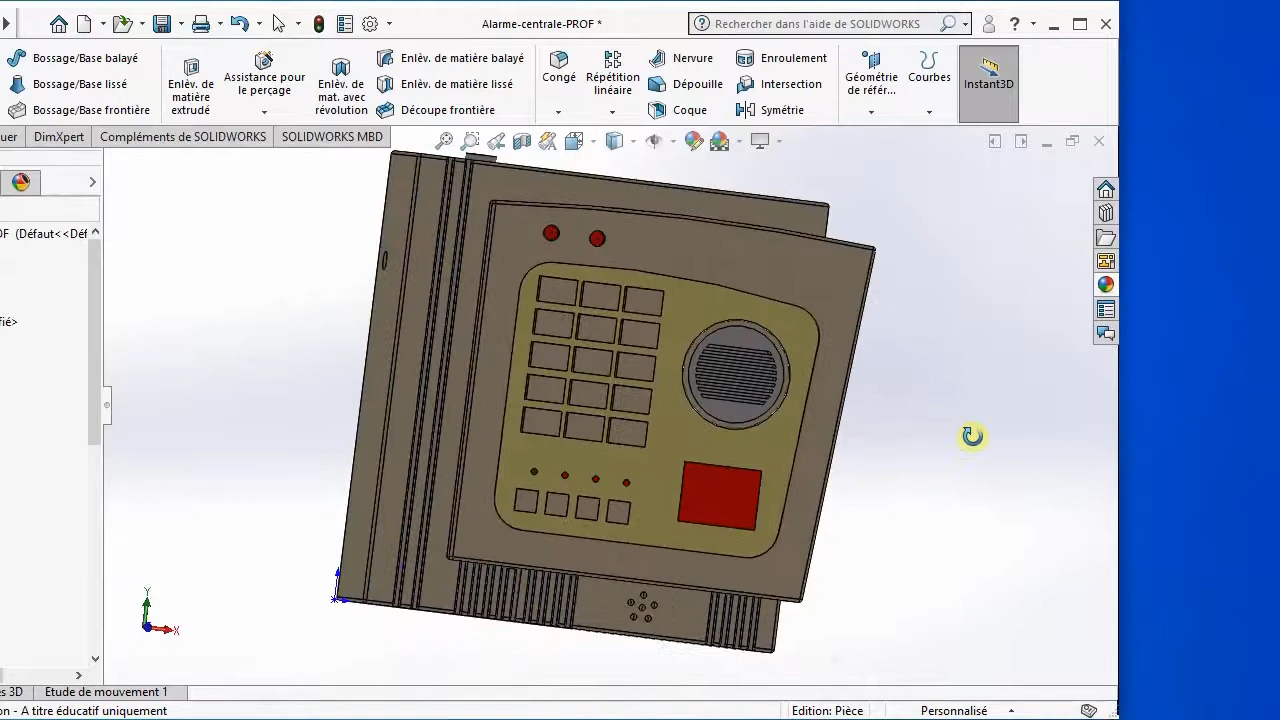 Alarme-centrale-PROF *
Rechercher dans l'aide de SOLIDWORKS
?
Bossage/Base balayé
Bossage/Base lissé
Bossage/Base frontière
Enlèv. de
matière
extrudé
Assistance pour
le perçage
Enlèv. de
mat. avec
révolution
Enlèv. de matière balayé
Enlèv. de matière lissé
Découpe frontière
Congé
Répétition
linéaire
Nervure
Dépouille
Coque
Enroulement
Intersection
Symétrie
Géométrie
de référ...
Courbes
Instant3D
uer
DimXpert
Compléments de SOLIDWORKS
SOLIDWORKS MBD
OF (Défaut<<Déf
fié>
Y
X
es 3D
Etude de mouvement 1
on - A titre éducatif uniquement
Edition: Pièce
Personnalisé